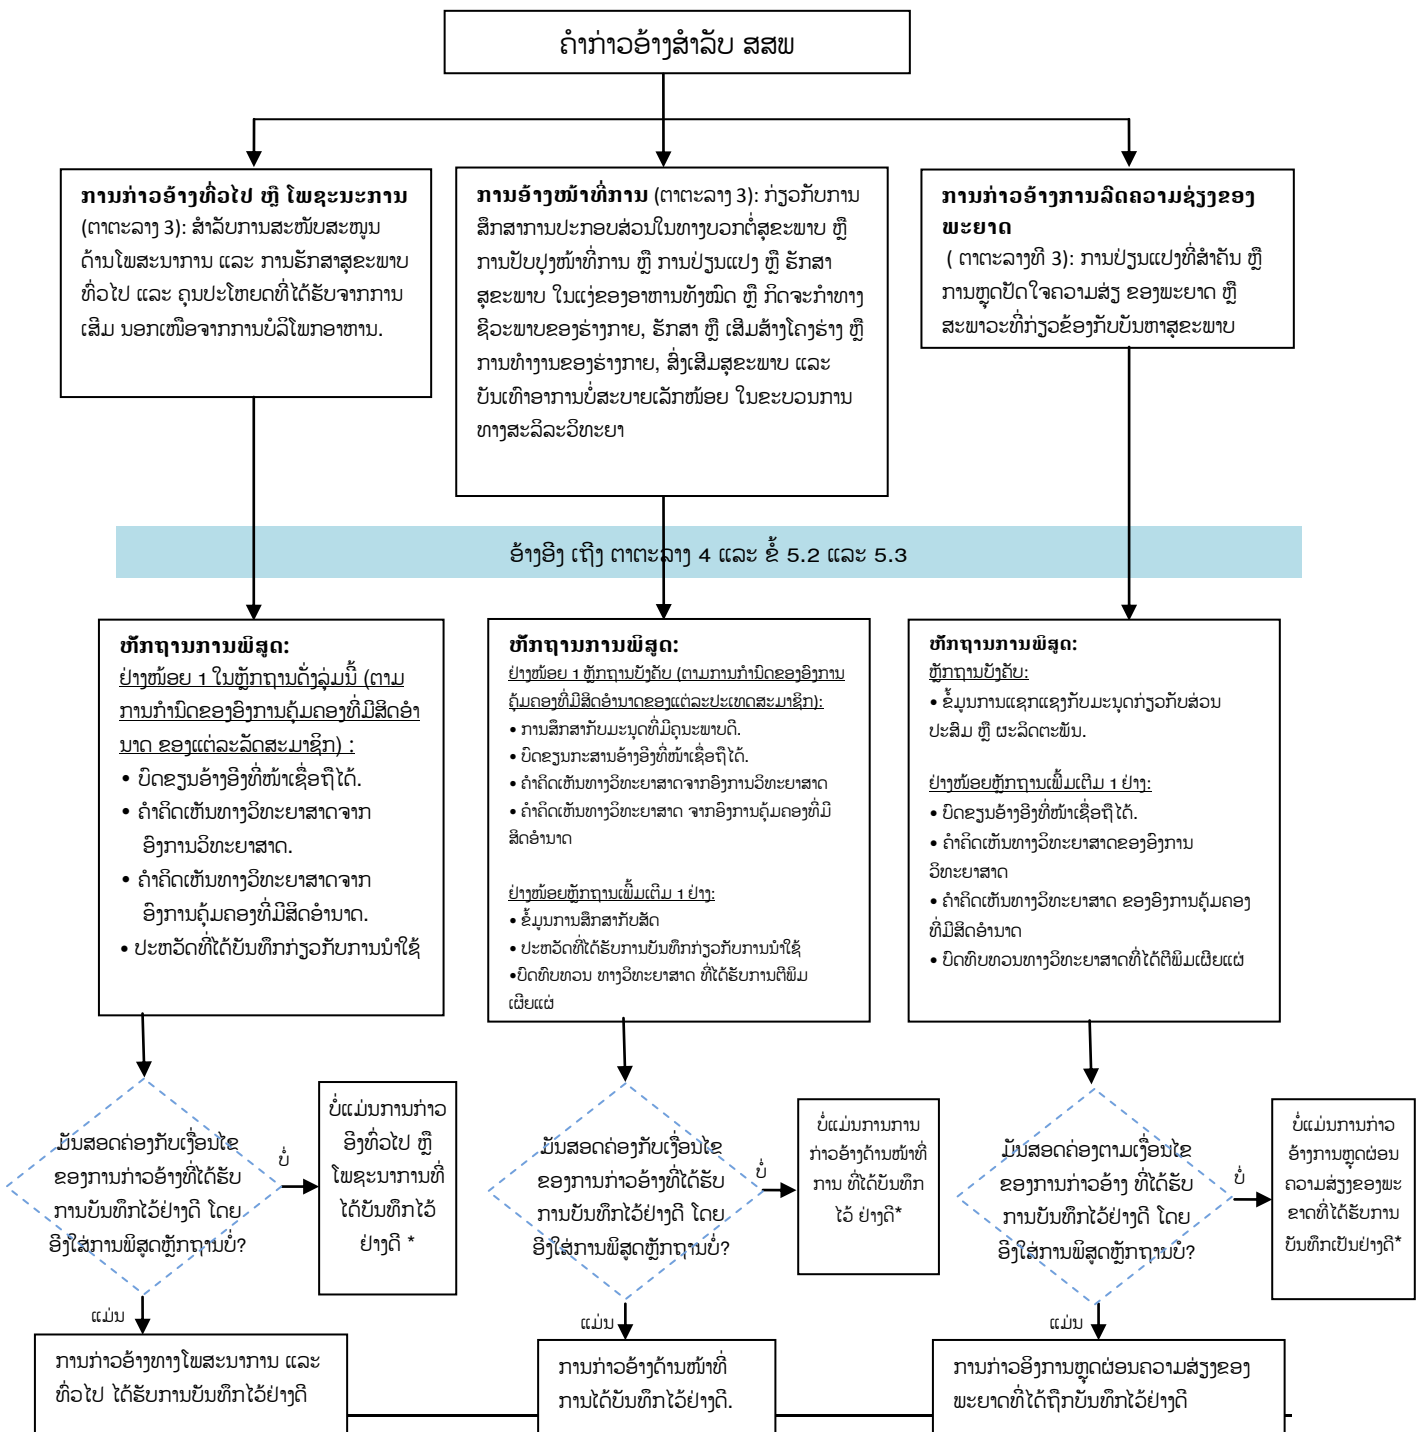 ຄໍາກ່າວອ້າງສໍາລັບ ສສພ
ການກ່າວອ້າງທົ່ວໄປ ຫຼື ໂພຊະນະການ
(ຕາຕະລາງ 3): ສໍາລັບການສະໜັບສະໜູນ
ດ້ານໂພສະນາການ ແລະ ການຮັກສາສຸຂະພາບ
ທົ່ວໄປ ແລະ ຄຸນປະໂຫຍດທີ່ໄດ້ຮັບຈາກການ
ເສີມ ນອກເໜືອຈາກການບໍລິໂພກອາຫານ.
ການອ້າງໜ້າທີ່ການ (ຕາຕະລາງ 3): ກ່ຽວກັບການ
ສຶກສາການປະກອບສ່ວນໃນທາງບວກຕໍ່ສຸຂະພາບ ຫຼື
ການປັບປຸງໜ້າທີ່ການ ຫຼື ການປ່ຽນແປງ ຫຼື ຮັກສາ
ສຸຂະພາບ ໃນແງ່ຂອງອາຫານທັງໝົດ ຫຼື ກິດຈະກໍາທາງ
ຊີວະພາບຂອງຮ່າງກາຍ, ຮັກສາ ຫຼື ເສີມສ້າງໂຄງຮ່າງ ຫຼື
ການທໍາງານຂອງຮ່າງກາຍ, ສົ່ງເສີມສຸຂະພາບ ແລະ
ບັນເທົາອາການບໍ່ສະບາຍເລັກໜ້ອຍ ໃນຂະບວນການ
ທາງສະລິລະວິທະຍາ
ການກ່າວອ້າງການລົດຄວາມຊ່ຽງຂອງ
ພະຍາດ
( ຕາຕະລາງທີ 3): ການປ່ຽນແປງທີ່ສໍາຄັນ ຫຼື
ການຫຼຸດປັດໃຈຄວາມສ່ຽ ຂອງພະຍາດ ຫຼື
ສະພາວະທີ່ກ່ຽວຂ້ອງກັບບັນຫາສຸຂະພາບ
ອ້າງອີງ ເຖິງ ຕາຕະລາງ 4 ແລະ ຂໍ້ 5.2 ແລະ 5.3
ຫັກຖານການພິສູດ:
ຢ່າງໜ້ອຍ 1 ໃນຫຼັກຖານດັ່ງລຸ່ມນີ້ (ຕາມ
ການກໍານົດຂອງອົງການຄຸ້ມຄອງທີ່ມີສິດອໍາ
ນາດ ຂອງແຕ່ລະລັດສະມາຊິກ) :
• ບົດຂຽນອ້າງອີງທີ່ໜ້າເຊື່ອຖືໄດ້.
• ຄໍາຄິດເຫັນທາງວິທະຍາສາດຈາກ
ອົງການວິທະຍາສາດ.
• ຄໍາຄິດເຫັນທາງວິທະຍາສາດຈາກ
ອົງການຄຸ້ມຄອງທີ່ມີສິດອໍານາດ.
• ປະຫວັດທີ່ໄດ້ບັນທຶກກ່ຽວກັບການນໍາໃຊ້
ຫັກຖານການພິສູດ:
ຢ່າງໜ້ອຍ 1 ຫຼັກຖານບັງຄັບ (ຕາມການກໍານົດຂອງອົງການ
ຄຸ້ມຄອງທີ່ມີສິດອໍານາດຂອງແຕ່ລະປະເທດສະມາຊິກ):
• ການສຶກສາກັບມະນຸດທີ່ມີຄຸນະພາບດີ.
• ບົດຂຽນກະສານອ້າງອີງທີ່ໜ້າເຊື່ອຖືໄດ້.
• ຄໍາຄິດເຫັນທາງວິທະຍາສາດຈາກອົງການວິທະຍາສາດ
• ຄໍາຄິດເຫັນທາງວິທະຍາສາດ ຈາກອົງການຄຸ້ມຄອງທີ່ມີ
ສິດອໍານາດ
ຢ່າງໜ້ອຍຫຼັກຖານເພີ້ມເຕີມ 1 ຢ່າງ:
• ຂໍ້ມູນການສຶກສາກັບສັດ
• ປະຫວັດທີ່ໄດ້ຮັບການບັນທຶກກ່ຽວກັບການນໍາໃຊ້
•ບົດທົບທວນ ທາງວິທະຍາສາດ ທີ່ໄດ້ຮັບການຕີພິມ
ເຜີຍແຜ່
ຫັກຖານການພິສູດ:
ຫຼັກຖານບັງຄັບ:
• ຂໍ້ມູນການແຊກແຊງກັບມະນຸດກ່ຽວກັບສ່ວນ
ປະສົມ ຫຼື ຜະລິດຕະພັນ.
ຢ່າງໜ້ອຍຫຼັກຖານເພີ້ມເຕີມ 1 ຢ່າງ:
• ບົດຂຽນອ້າງອີງທີ່ໜ້າເຊື່ອຖືໄດ້.
• ຄໍາຄິດເຫັນທາງວິທະຍາສາດຂອງອົງການ
ວິທະຍາສາດ
• ຄໍາຄິດເຫັນທາງວິທະຍາສາດ ຂອງອົງການຄຸ້ມຄອງ
ທີ່ມີສິດອໍານາດ
• ບົດທົບທວນທາງວິທະຍາສາດທີ່ໄດ້ຕີພິມເຜີຍແຜ່
ມັນສອດຄ່ອງກັບເງື່ອນໄຂ
ຂອງການກ່າວອ້າງທີ່ໄດ້ຮັບ
ການບັນທຶກໄວ້ຢ່າງດີ ໂດຍ
ອີງໃສ່ການພິສູດຫຼັກຖານບໍ່?
ບໍ່
ບໍ່ແມ່ນການກ່າວ
ອີງທົ່ວໄປ ຫຼື
ໂພຊະນາການທີ່
ໄດ້ບັນທຶກໄວ້
ຢ່າງດີ *
ມັນສອດຄ່ອງກັບເງື່ອນໄຂ
ຂອງການກ່າວອ້າງທີ່ໄດ້ຮັບ
ການບັນທຶກໄວ້ຢ່າງດີ ໂດຍ
ອີງໃສ່ການພິສູດຫຼັກຖານບໍ່?
ບໍ່
ບໍ່ແມ່ນການການ
ກ່າວອ້າງດ້ານໜ້າທີ່
ການ ທີ່ໄດ້ບັນທຶກ
ໄວ້ ຢ່າງດີ*
ມັນສອດຄ່ອງຕາມເງື່ອນໄຂ
ຂອງການກ່າວອ້າງ ທີ່ໄດ້ຮັບ
ການບັນທຶກໄວ້ຢ່າງດີ ໂດຍ
ອີງໃສ່ການພິສູດຫຼັກຖານບໍ່?
ບໍ່
ບໍ່ແມ່ນການກ່າວ
ອ້າງການຫຼຸດຜ່ອນ
ຄວາມສ່ຽງຂອງພະ
ຍາດທີ່ໄດ້ຮັບການ
ບັນທຶກເປັນຢ່າງດີ*
ແມ່ນ
ແມ່ນ
ແມ່ນ
ການກ່າວອ້າງທາງໂພສະນາການ ແລະ
ທົ່ວໄປ ໄດ້ຮັບການບັນທຶກໄວ້ຢ່າງດີ
ການກ່າວອ້າງດ້ານໜ້າທີ່
ການໄດ້ບັນທຶກໄວ້ຢ່າງດີ.
ການກ່າວອິງການຫຼຸດຜ່ອນຄວາມສ່ຽງຂອງ
ພະຍາດທີ່ໄດ້ຖືກບັນທຶກໄວ້ຢ່າງດີ